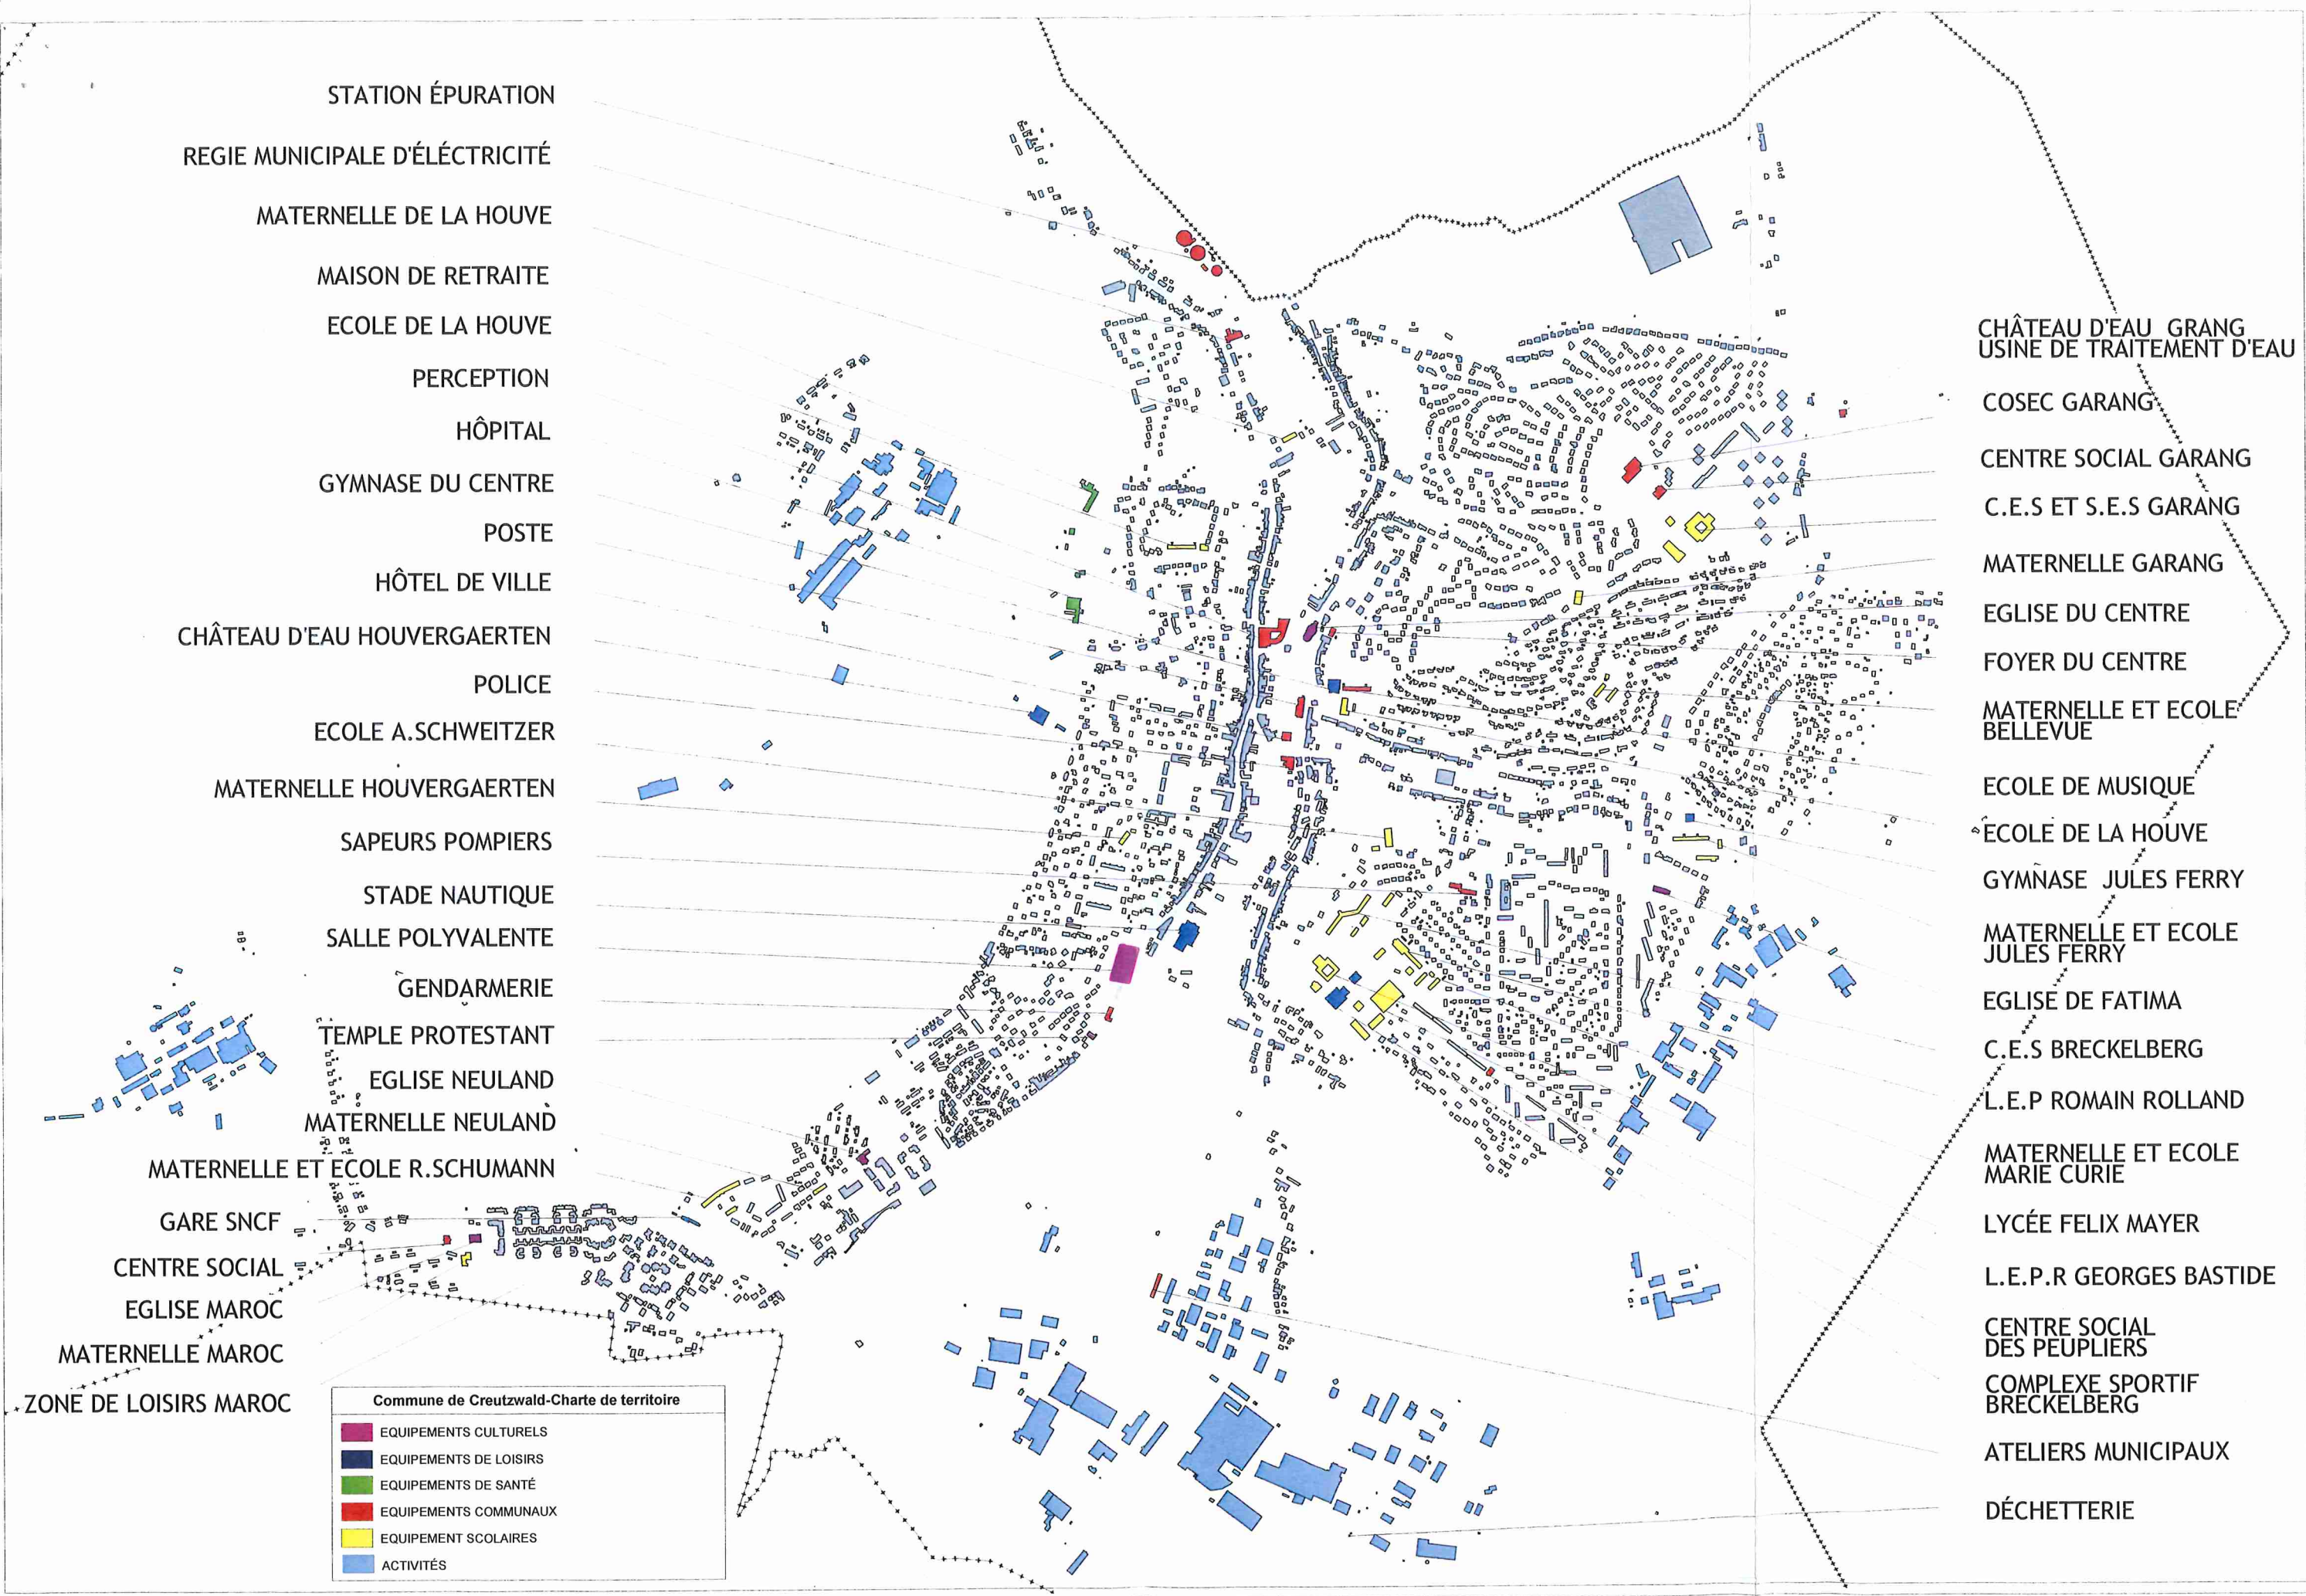 STATION ÉPURATION
REGIE MUNICIPALE D'ÉLÉCTRICITÉ
MATERNELLE DE LA HOUVE
MAISON DE RETRAITE
ECOLE DE LA HOUVE
PERCEPTION
HÔPITAL
GYMNASE DU CENTRE
POSTE
HÔTEL DE VILLE
CHÂTEAU D'EAU HOUVERGAERTEN
POLICE
ECOLE A.SCHWEITZER
MATERNELLE HOUVERGAERTEN
SAPEURS POMPIERS
STADE NAUTIQUE
SALLE POLYVALENTE
GENDARMERIE
TEMPLE PROTESTANT
EGLISE NEULAND
MATERNELLE NEULAND
MATERNELLE ET ECOLE R.SCHUMANN
GARE SNCF
CENTRE SOCIAL
EGLISE MAROC
MATERNELLE MAROC
ZONE DE LOISIRS MAROC
Commune de Creutzwald-Charte de territoire
EQUIPEMENTS CULTURELS
EQUIPEMENTS DE LOISIRS
EQUIPEMENTS DE SANTÉ
EQUIPEMENTS COMMUNAUX
EQUIPEMENT SCOLAIRES
ACTIVITÉS
CHÂTEAU D'EAU GRANG
USINE DE TRAITEMENT D'EAU
COSEC GARANG
CENTRE SOCIAL GARANG
C.E.S ET S.E.S GARANG
MATERNELLE GARANG
EGLISE DU CENTRE
FOYER DU CENTRE
MATERNELLE ET ECOLE
BELLEVUE
ECOLE DE MUSIQUE
ECOLE DE LA HOUVE
GYMNASE JULES FERRY
MATERNELLE ET ECOLE
JULES FERRY
EGLISE DE FATIMA
C.E.S BRECKELBERG
L.E.P ROMAIN ROLLAND
MATERNELLE ET ECOLE
MARIE CURIE
LYCÉE FELIX MAYER
L.E.P.R GEORGES BASTIDE
CENTRE SOCIAL
DES PEUPLIERS
COMPLEXE SPORTIF
BRECKELBERG
ATELIERS MUNICIPAUX
DÉCHETTERIE